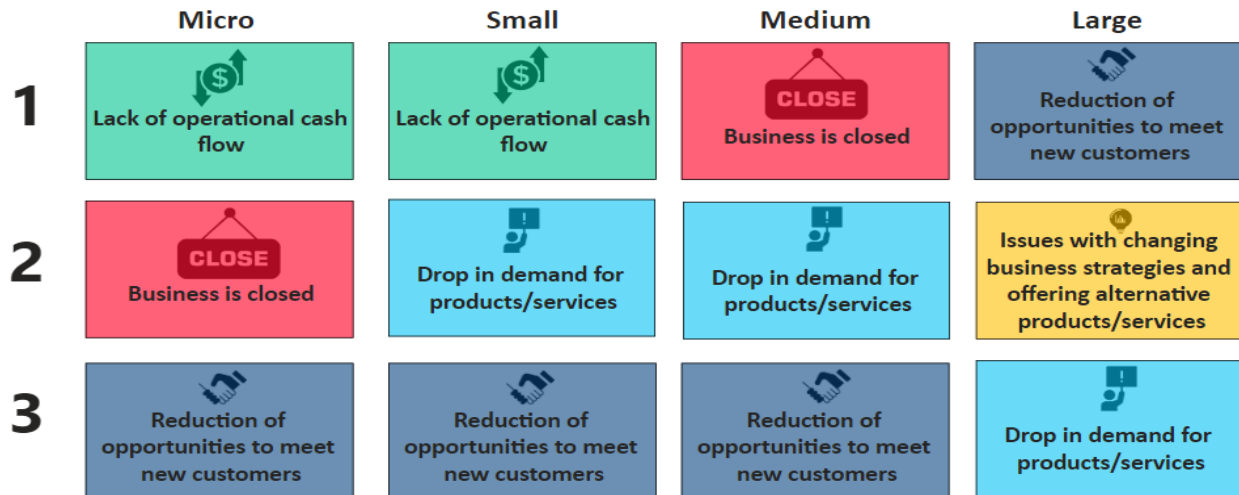 Micro
Small
Medium
Large
1
Lack of operational cash
flow
Lack of operational cash
flow
CLOSE
Business is closed
Reduction of
opportunities to meet
new customers
2
CLOSE
Business is closed
Drop in demand for
products/services
Drop in demand for
products/services
Issues with changing
business strategies and
offering alternative
products/services
3
Reduction of
opportunities to meet
new customers
Reduction of
opportunities to meet
new customers
Reduction of
opportunities to meet
new customers
Drop in demand for
products/services